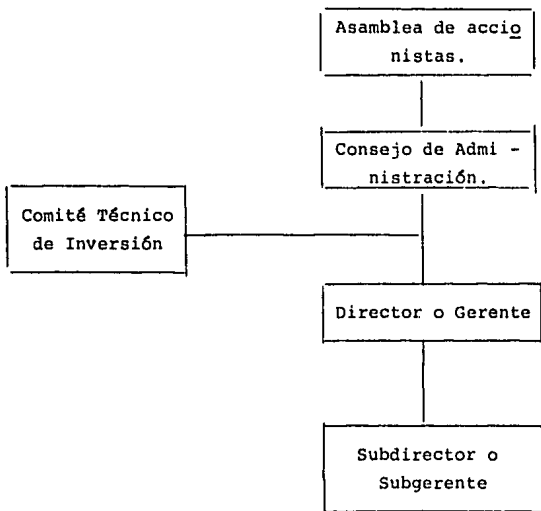 Asamblea de accio
nistas.
Consejo de Admi -
nistración.
Comité Técnico
de Inversión
Director o Gerente
Subdirector o
Subgerente